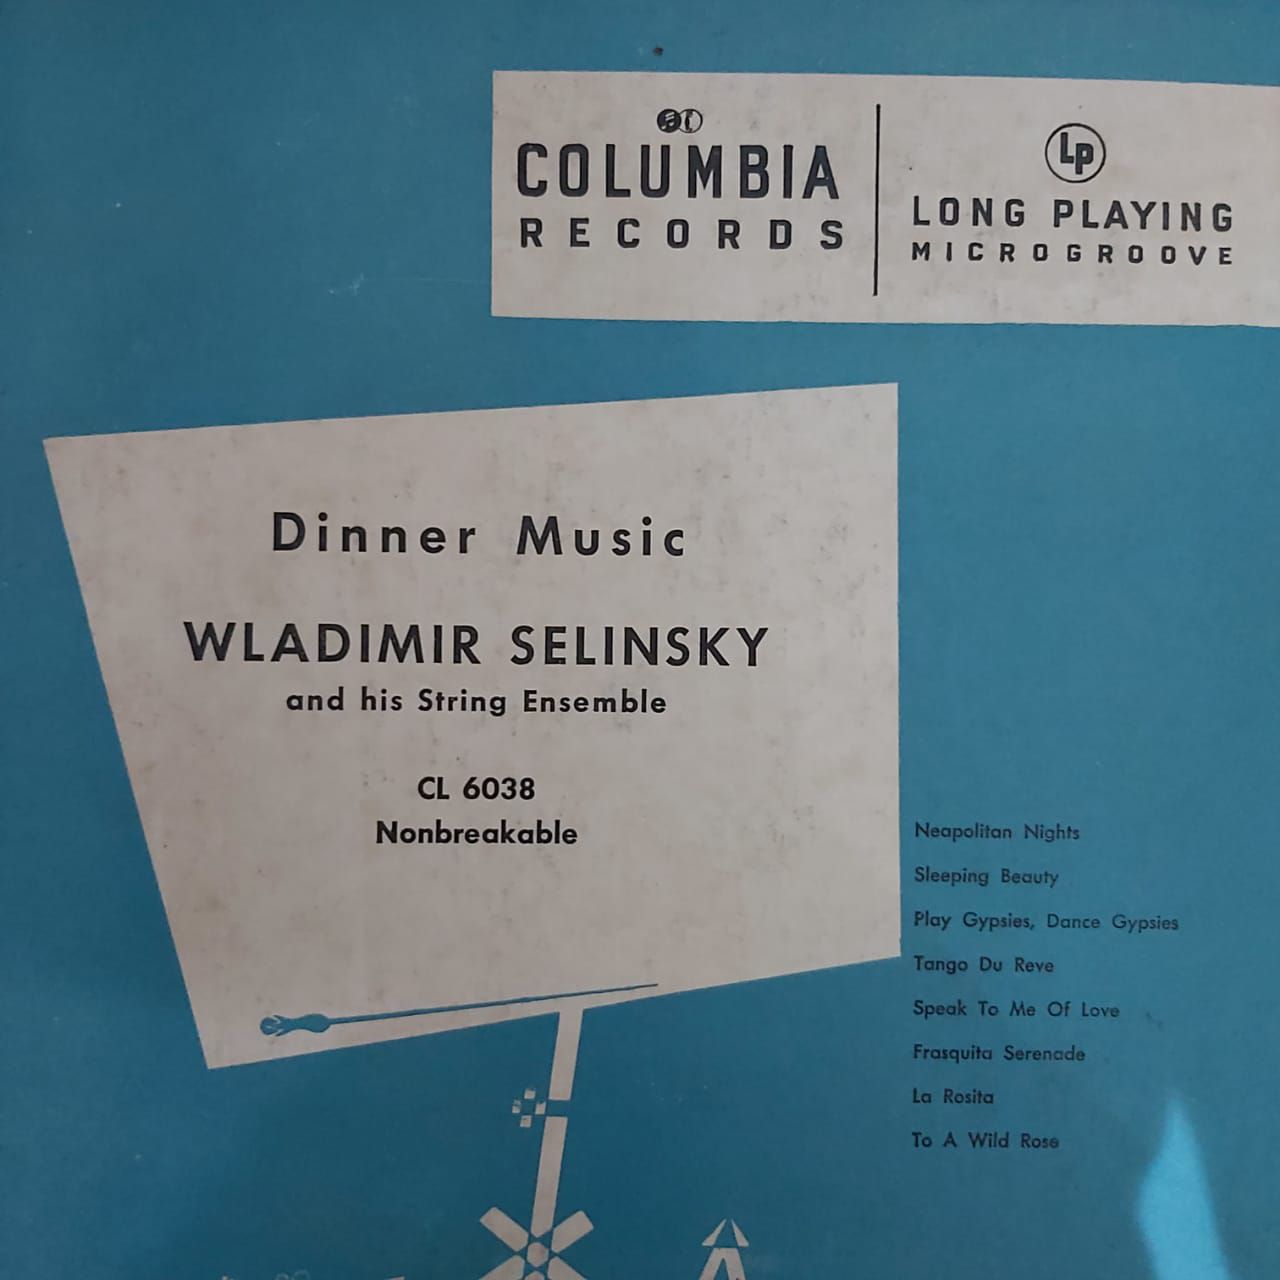 COLUMBIA
RECORDS
Lp
LONG PLAYING
MICROGROOVE
Dinner Music
WLADIMIR SELINSKY
and his String Ensemble
CL 6038
Nonbreakable
Neapolitan Nights
Sleeping Beauty
Play Gypsies, Dance Gypsies
Tango Du Reve
Speak To Me Of Love
Frasquita Serenade
La Rosita
To A Wild Rose